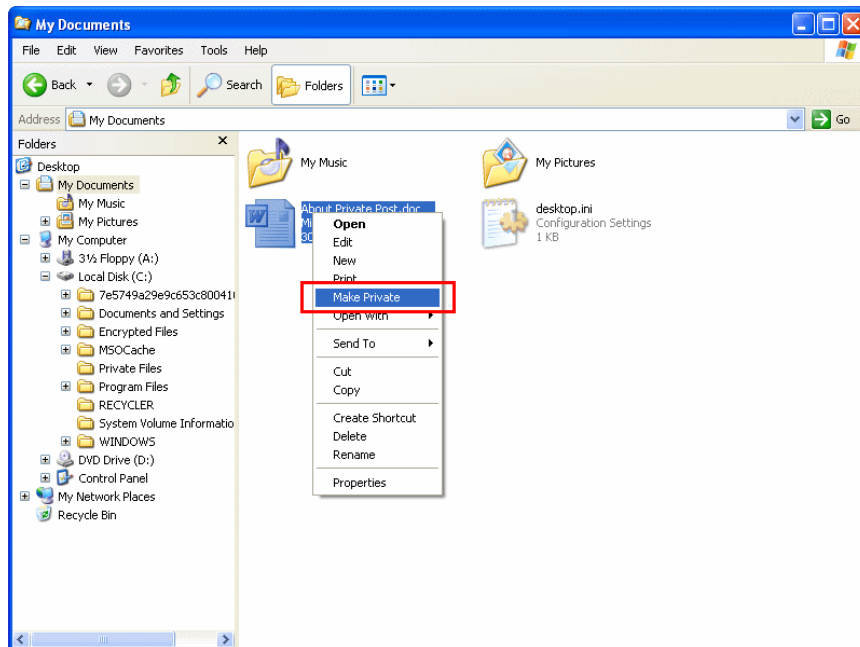 My Documents
File Edit View Favorites Tools Help
Back Search Folders
Address My Documents Go
Folders
Desktop
My Documents
My Music
My Pictures
My Computer
3½ Floppy (A:)
Local Disk (C:)
Documents and Settings
Encrypted Files
MSOCache
Private Files
Program Files
RECYCLER
System Volume Informatio
WINDOWS
DVD Drive (D:)
Control Panel
My Network Places
Recycle Bin
My Music
My Pictures
About Private Post.doc
desktop.ini
Configuration Settings
1 KB
Open
Edit
New
Print
Make Private
Open With
Send To
Cut
Copy
Create Shortcut
Delete
Rename
Properties